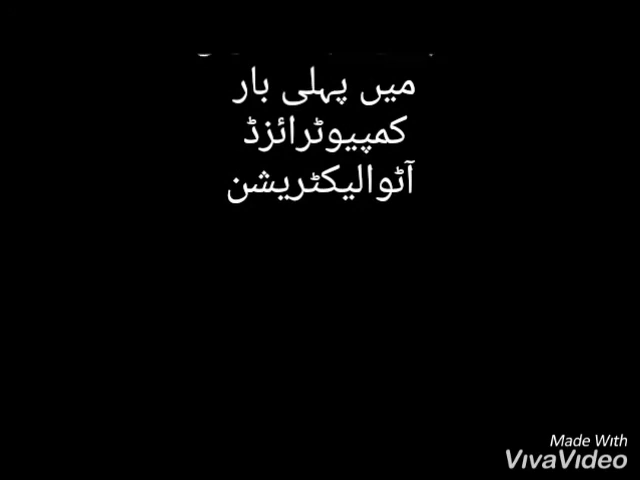 میں پہلی بار
کمپیوٹرائزڈ
آٹوالیکٹریشن
Made With
VivaVideo